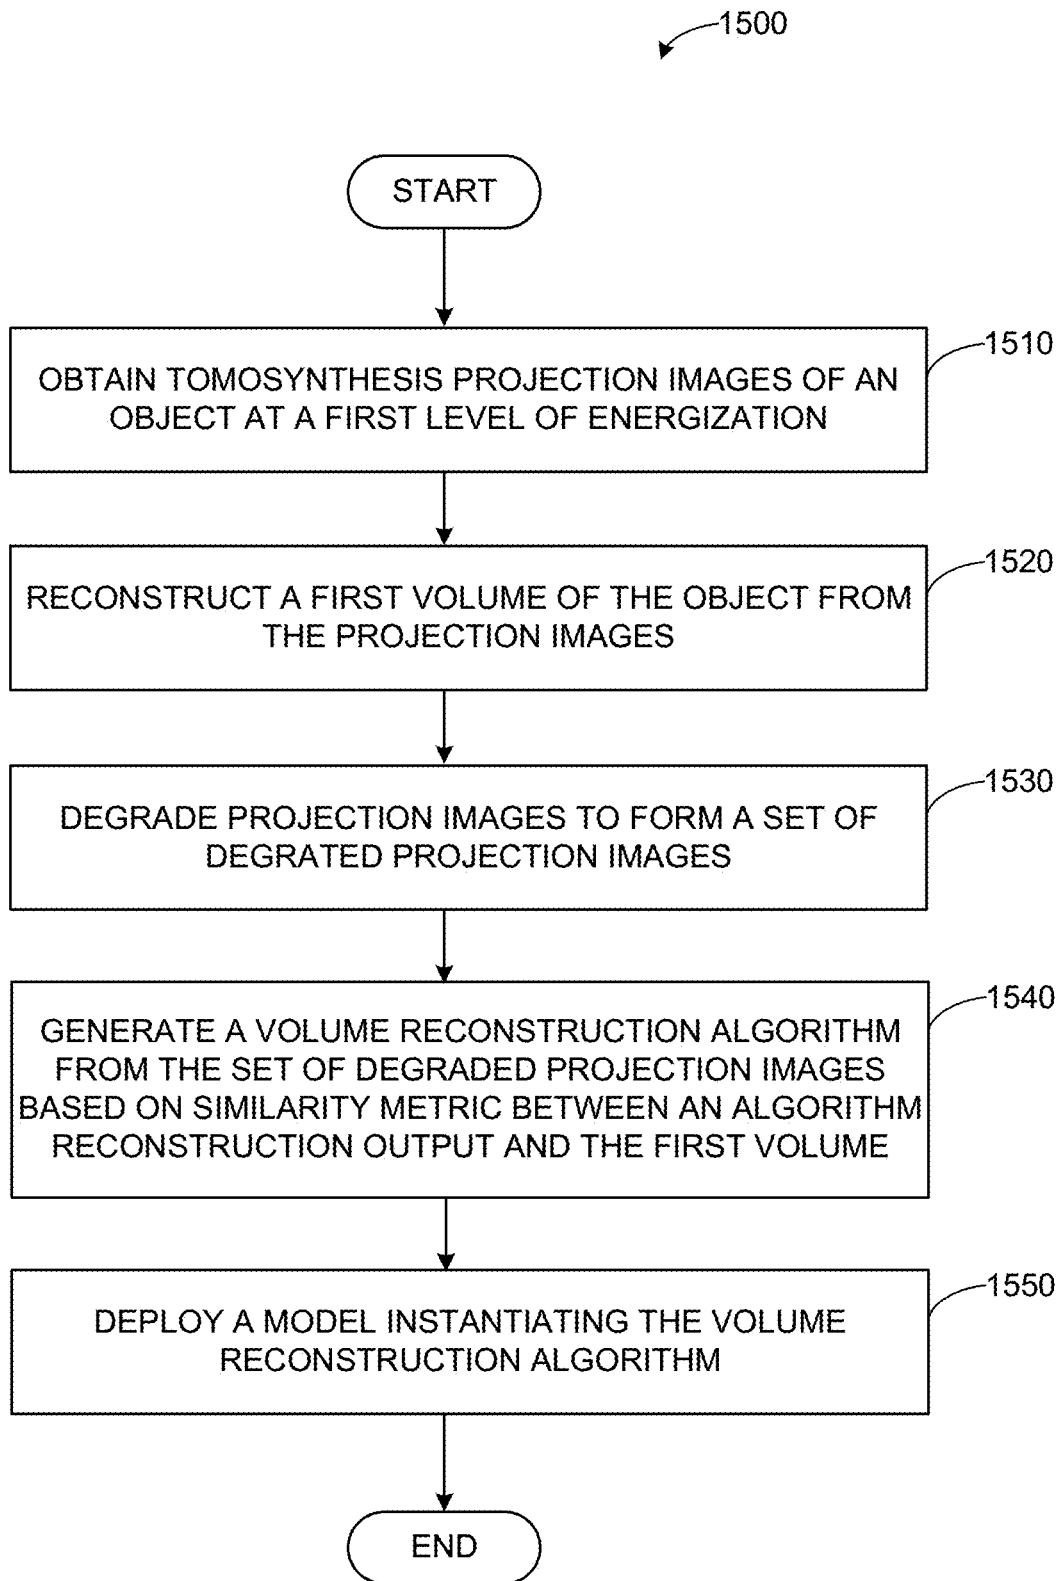 1500
START
1510
OBTAIN TOMOSYNTHESIS PROJECTION IMAGES OF AN
OBJECT AT A FIRST LEVEL OF ENERGIZATION
1520
RECONSTRUCT A FIRST VOLUME OF THE OBJECT FROM
THE PROJECTION IMAGES
1530
DEGRADE PROJECTION IMAGES TO FORM A SET OF
DEGRATED PROJECTION IMAGES
1540
GENERATE A VOLUME RECONSTRUCTION ALGORITHM
FROM THE SET OF DEGRADED PROJECTION IMAGES
BASED ON SIMILARITY METRIC BETWEEN AN ALGORITHM
RECONSTRUCTION OUTPUT AND THE FIRST VOLUME
1550
DEPLOY A MODEL INSTANTIATING THE VOLUME
RECONSTRUCTION ALGORITHM
END